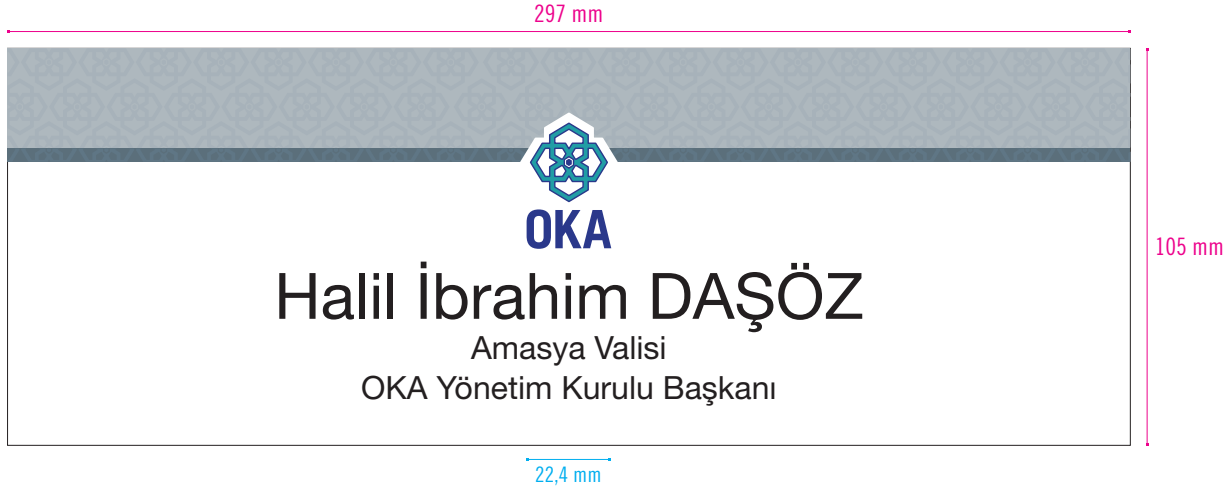 297 mm
OKA
105 mm
Halil İbrahim DAŞÖZ
Amasya Valisi
OKA Yönetim Kurulu Başkanı
22,4 mm